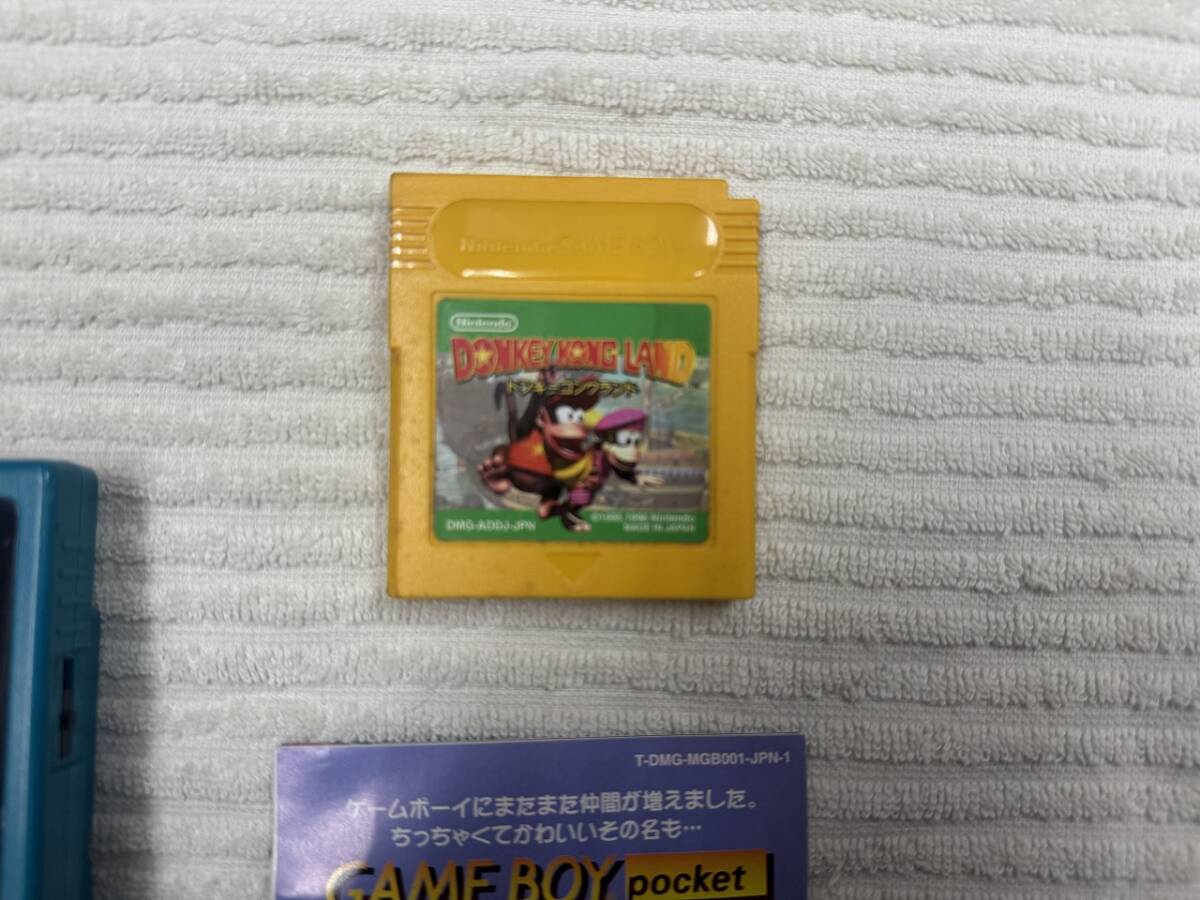 Nintendo GAME BOY
Nintendo
DONKEY KONG LAND
ドンキーコングランド
DMG-ADDJ-JPN
©1995,1996 Nintendo
MADE IN JAPAN
T-DMG-MGB001-JPN-1
ゲームボーイにまたまた仲間が増えました。
ちっちゃくてかわいいその名も…
GAME BOY pocket